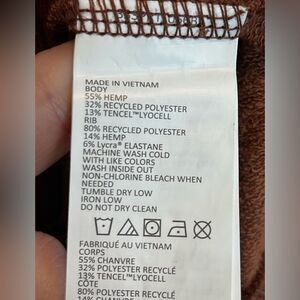 MADE IN VIETNAM
BODY
55% HEMP
32% RECYCLED POLYESTER
13% TENCEL™LYOCELL
RIB
80% RECYCLED POLYESTER
14% HEMP
6% Lycra® ELASTANE
MACHINE WASH COLD
WITH LIKE COLORS
WASH INSIDE OUT
NON-CHLORINE BLEACH WHEN
NEEDED
TUMBLE DRY LOW
IRON LOW
DO NOT DRY CLEAN
FABRIQUÉ AU VIETNAM
CORPS
55% CHANVRE
32% POLYESTER RECYCLÉ
13% TENCEL™LYOCELL
CÔTE
80% POLYESTER RECYCLÉ
14% CHANVRE